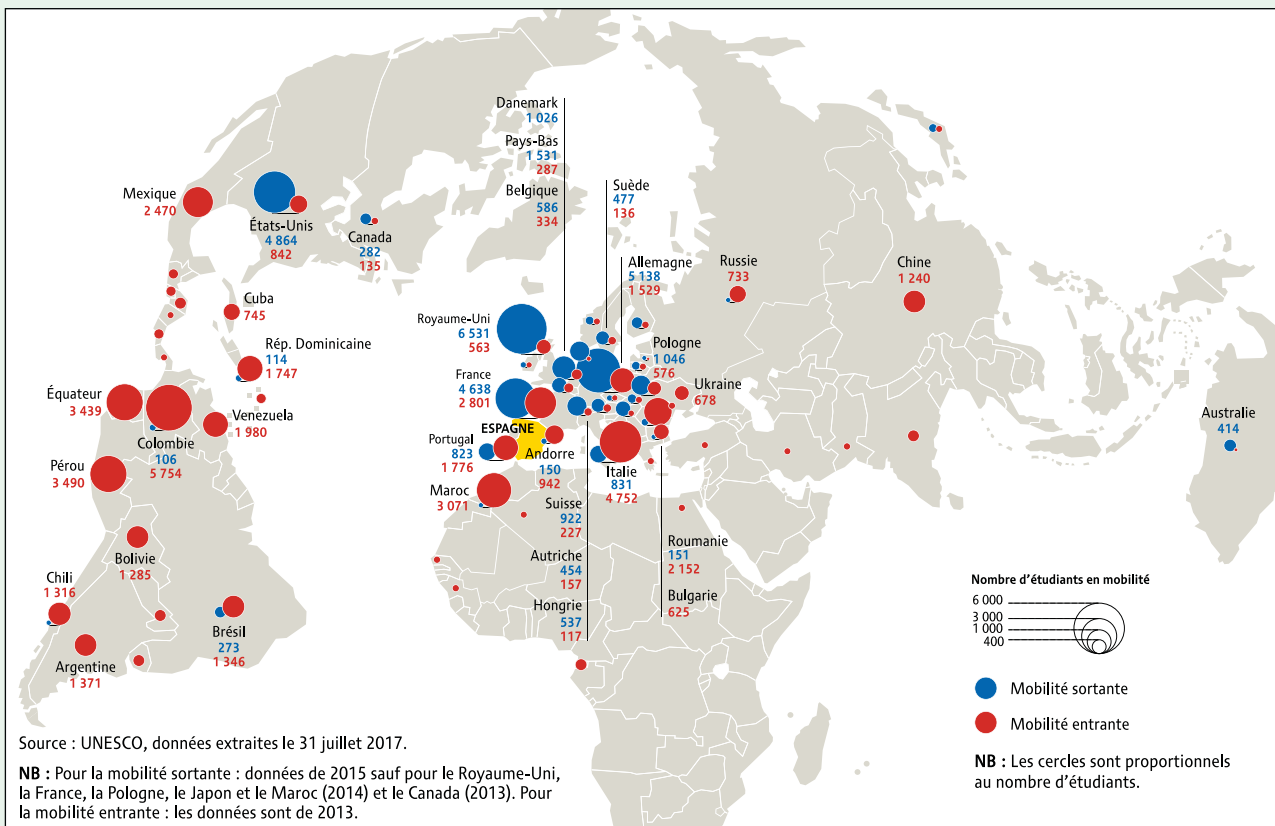 Danemark
1 026
Pays-Bas
1 531
287
Belgique
586
334
Suède
477
136
Allemagne
5 138
1 529
Mexique
2 470
États-Unis
4 864
842
Canada
282
135
Russie
733
Chine
1 240
Cuba
745
Royaume-Uni
6 531
563
Rép. Dominicaine
114
1 747
Pologne
1 046
576
France
4 638
2 801
Ukraine
678
Équateur
3 439
Venezuela
1 980
Colombie
106
5 754
ESPAGNE
Portugal
823
1 776
Andorre
150
942
Italie
831
4 752
Australie
414
Pérou
3 490
Maroc
3 071
Suisse
922
227
Autriche
454
157
Hongrie
537
117
Roumanie
151
2 152
Bulgarie
625
Bolivie
1 285
Chili
1 316
Brésil
273
1 346
Argentine
1 371
Nombre d'étudiants en mobilité
6 000
3 000
1 000
400
Mobilité sortante
Mobilité entrante
NB : Les cercles sont proportionnels
au nombre d'étudiants.
Source : UNESCO, données extraites le 31 juillet 2017.
NB : Pour la mobilité sortante : données de 2015 sauf pour le Royaume-Uni,
la France, la Pologne, le Japon et le Maroc (2014) et le Canada (2013). Pour
la mobilité entrante : les données sont de 2013.